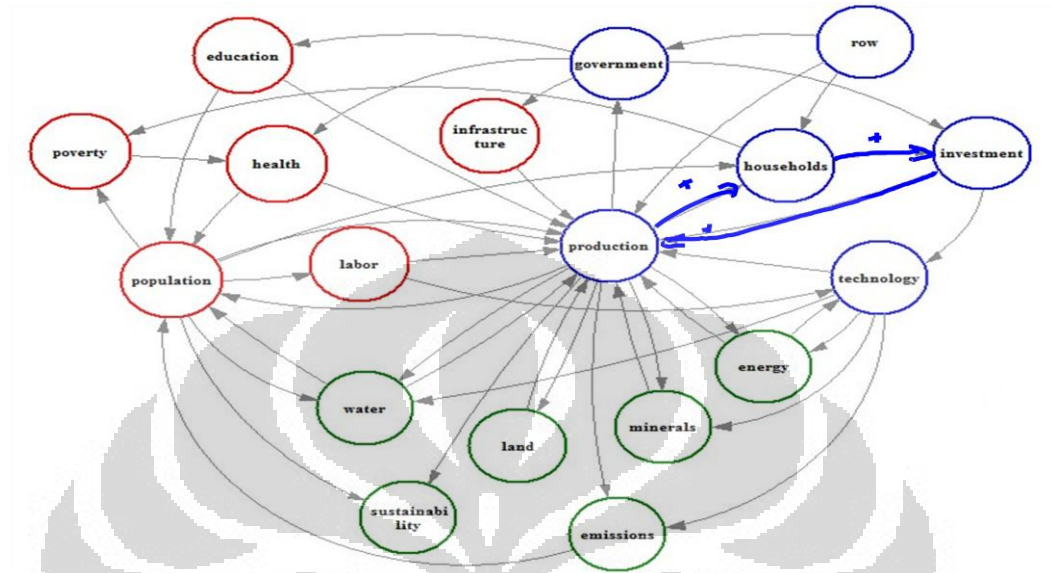 row
education
government
infrastruc
ture
poverty
health
households
investment
+
+
production
labor
population
technology
energy
water
land
minerals
sustainabi
lity
emissions